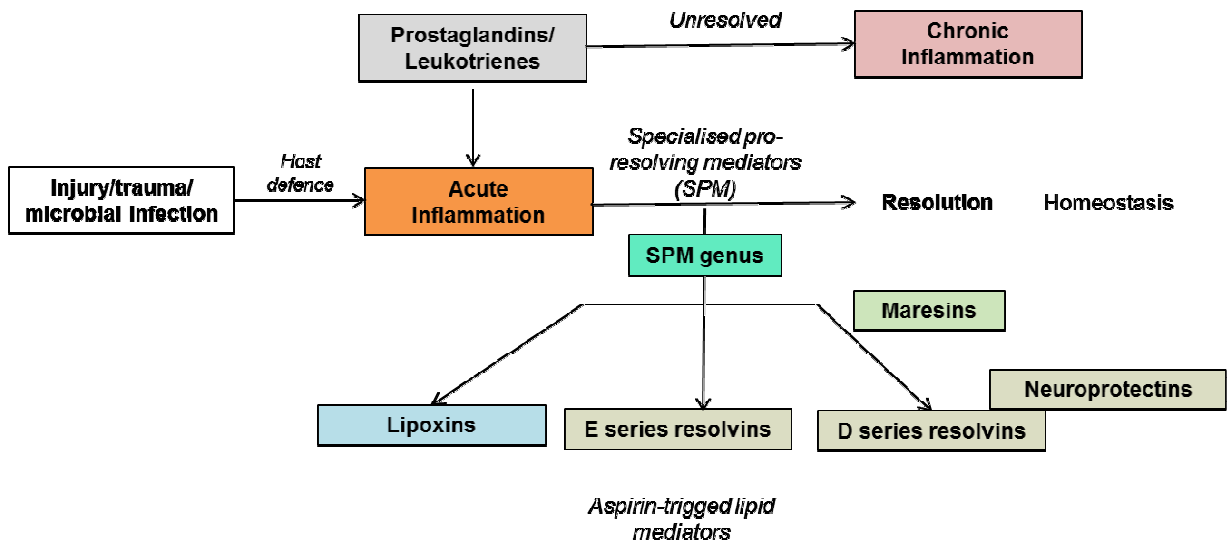 Prostaglandins/
Leukotrienes
Unresolved
Chronic
Inflammation
Injury/trauma/
microbial infection
Host
defence
Acute
Inflammation
Specialised pro-
resolving mediators
(SPM)
Resolution
Homeostasis
SPM genus
Maresins
Neuroprotectins
Lipoxins
E series resolvins
D series resolvins
Aspirin-trigged lipid
mediators